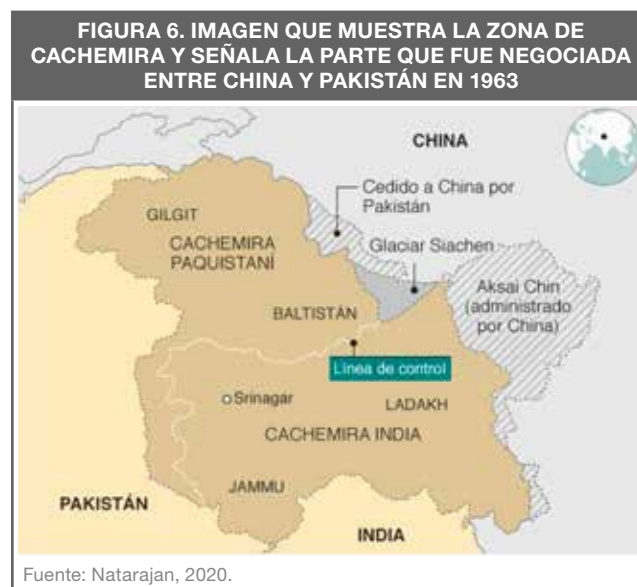 FIGURA 6. IMAGEN QUE MUESTRA LA ZONA DE
CACHEMIRA Y SEÑALA LA PARTE QUE FUE NEGOCIADA
ENTRE CHINA Y PAKISTÁN EN 1963
CHINA
Cedido a China por
Pakistán
GILGIT
CACHEMIRA
PAQUISTANÍ
Glaciar Siachen
Aksai Chin
(administrado
por China)
BALTISTÁN
Línea de control
Srinagar
LADAKH
CACHEMIRA INDIA
JAMMU
PAKISTÁN
INDIA
Fuente: Natarajan, 2020.